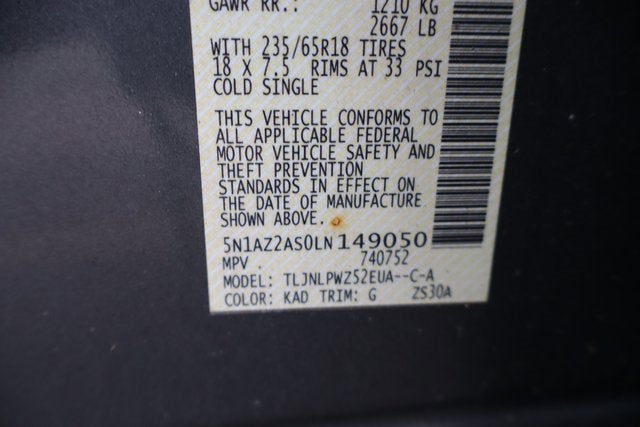 GAWR RR.: 1210 KG
2667 LB
WITH 235/65R18 TIRES
18 X 7.5 RIMS AT 33 PSI
COLD SINGLE
THIS VEHICLE CONFORMS TO
ALL APPLICABLE FEDERAL
MOTOR VEHICLE SAFETY AND
THEFT PREVENTION
STANDARDS IN EFFECT ON
THE DATE OF MANUFACTURE
SHOWN ABOVE.
5N1AZ2AS0LN149050
MPV 740752
MODEL: TLJNLPWZ52EUA--C-A
COLOR: KAD TRIM: G ZS30A